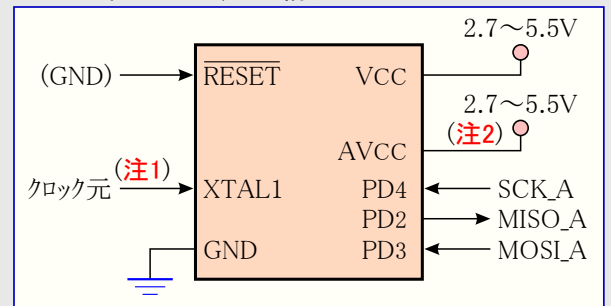 2.7～5.5V
(GND)
RESET
VCC
2.7～5.5V
(注2)
AVCC
(注1)
クロック元
XTAL1
PD4
SCK_A
PD2
MISO_A
GND
PD3
MOSI_A